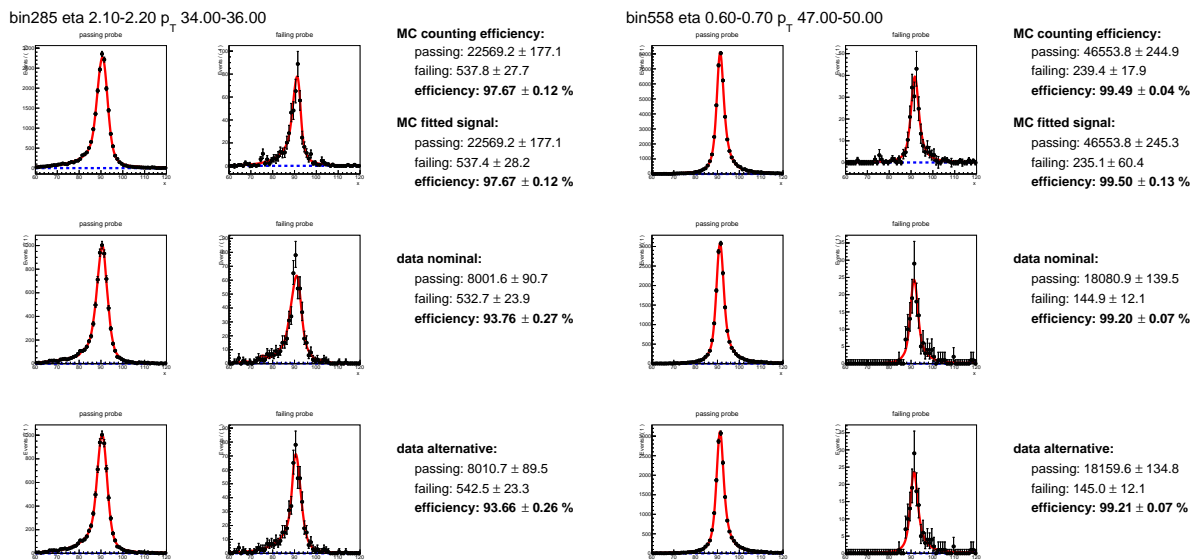 bin285 eta 2.10-2.20 p_T 34.00-36.00
passing probe
failing probe
MC counting efficiency:
passing: 22569.2 ± 177.1
failing: 537.8 ± 27.7
efficiency: 97.67 ± 0.12 %
MC fitted signal:
passing: 22569.2 ± 177.1
failing: 537.4 ± 28.2
efficiency: 97.67 ± 0.12 %
passing probe
failing probe
data nominal:
passing: 8001.6 ± 90.7
failing: 532.7 ± 23.9
efficiency: 93.76 ± 0.27 %
passing probe
failing probe
data alternative:
passing: 8010.7 ± 89.5
failing: 542.5 ± 23.3
efficiency: 93.66 ± 0.26 %
bin558 eta 0.60-0.70 p_T 47.00-50.00
passing probe
failing probe
MC counting efficiency:
passing: 46553.8 ± 244.9
failing: 239.4 ± 17.9
efficiency: 99.49 ± 0.04 %
MC fitted signal:
passing: 46553.8 ± 245.3
failing: 235.1 ± 60.4
efficiency: 99.50 ± 0.13 %
passing probe
failing probe
data nominal:
passing: 18080.9 ± 139.5
failing: 144.9 ± 12.1
efficiency: 99.20 ± 0.07 %
passing probe
failing probe
data alternative:
passing: 18159.6 ± 134.8
failing: 145.0 ± 12.1
efficiency: 99.21 ± 0.07 %